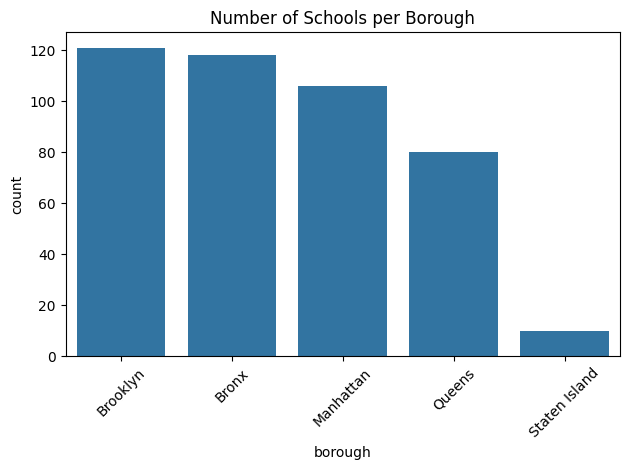 Number of Schools per Borough
count
120
100
80
60
40
20
0
Brooklyn
Bronx
Manhattan
Queens
Staten Island
borough